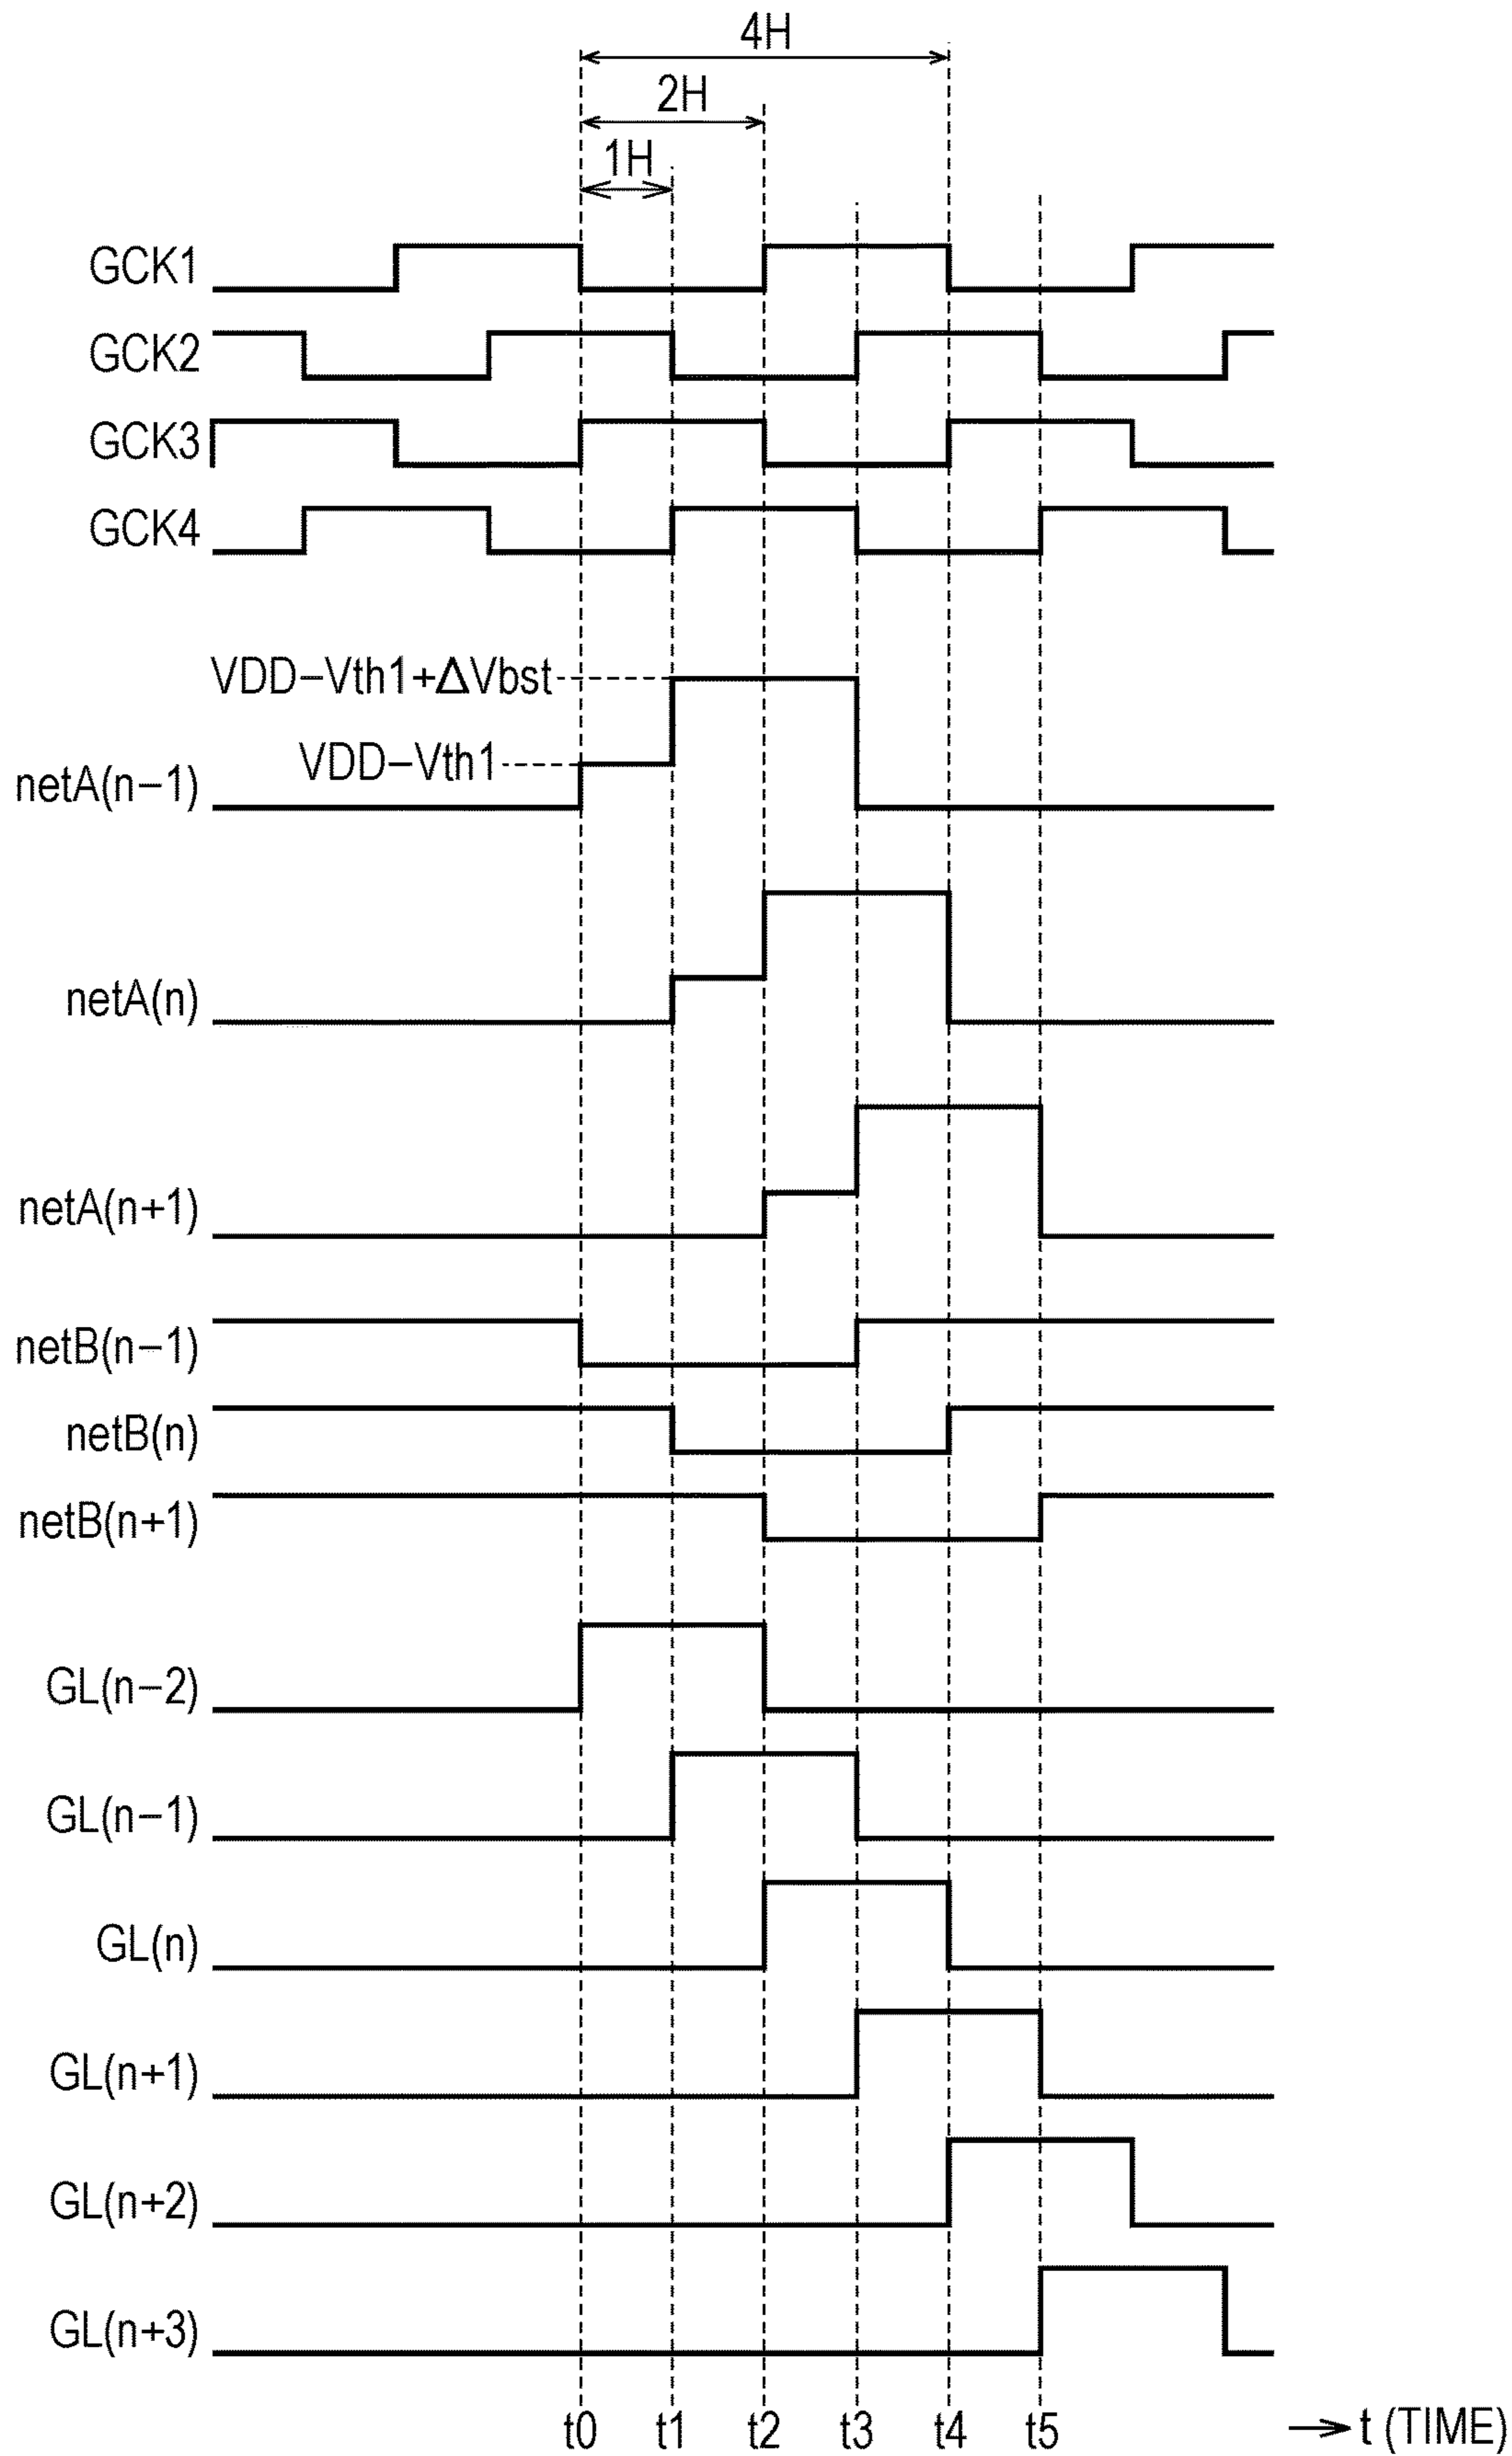 4H
2H
1H
GCK1
GCK2
GCK3
GCK4
VDD−Vth1+ΔVbst
VDD−Vth1
netA(n−1)
netA(n)
netA(n+1)
netB(n−1)
netB(n)
netB(n+1)
GL(n−2)
GL(n−1)
GL(n)
GL(n+1)
GL(n+2)
GL(n+3)
t0 t1 t2 t3 t4 t5 → t (TIME)